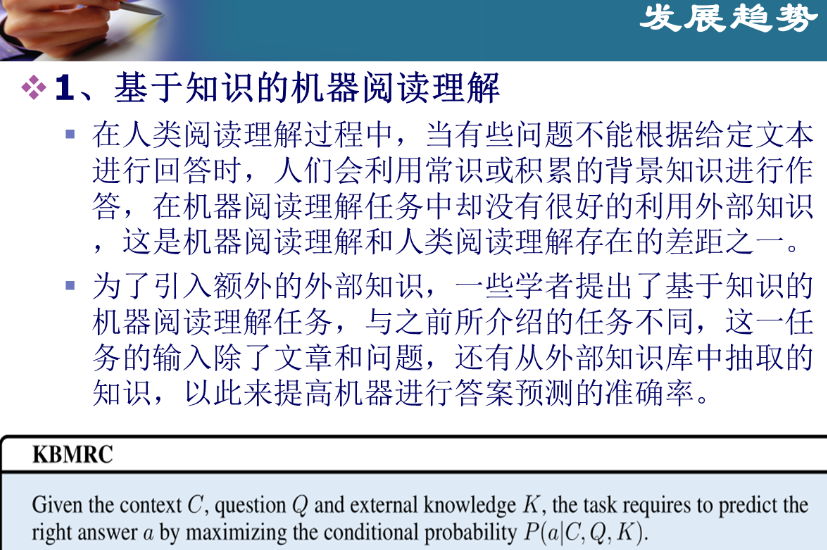 发展趋势
1、基于知识的机器阅读理解
在人类阅读理解过程中，当有些问题不能根据给定文本
进行回答时，人们会利用常识或积累的背景知识进行作
答，在机器阅读理解任务中却没有很好的利用外部知识
，这是机器阅读理解和人类阅读理解存在的差距之一。
为了引入额外的外部知识，一些学者提出了基于知识的
机器阅读理解任务，与之前所介绍的任务不同，这一任
务的输入除了文章和问题，还有从外部知识库中抽取的
知识，以此来提高机器进行答案预测的准确率。
KBMRC
Given the context C, question Q and external knowledge K, the task requires to predict the
right answer a by maximizing the conditional probability P(a|C, Q, K).